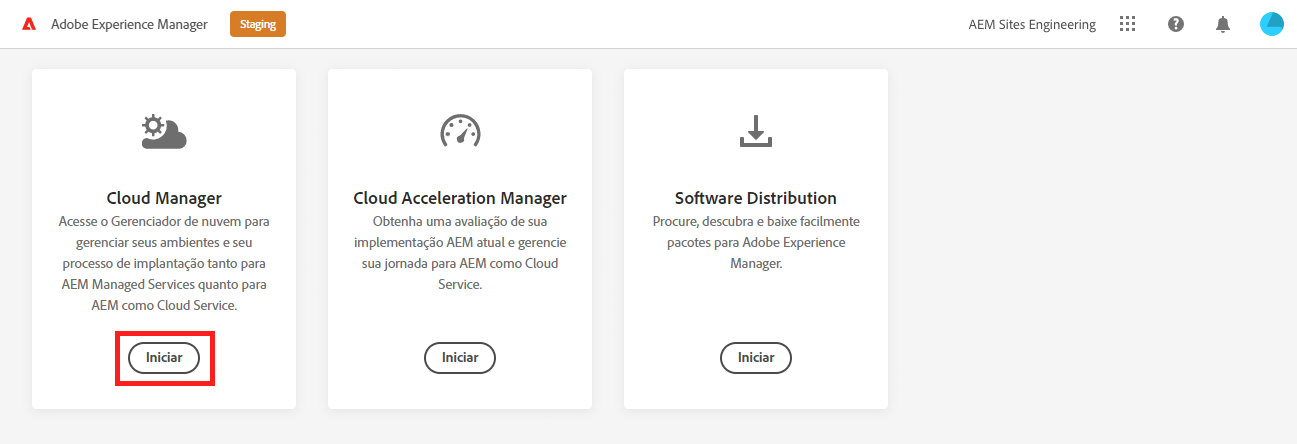 Adobe Experience Manager
Staging
AEM Sites Engineering
Cloud Manager
Acesse o Gerenciador de nuvem para
gerenciar seus ambientes e seu
processo de implantação tanto para
AEM Managed Services quanto para
AEM como Cloud Service.
Iniciar
Cloud Acceleration Manager
Obtenha uma avaliação de sua
implementação AEM atual e gerencie
sua jornada para AEM como Cloud
Service.
Iniciar
Software Distribution
Procure, descubra e baixe facilmente
pacotes para Adobe Experience
Manager.
Iniciar